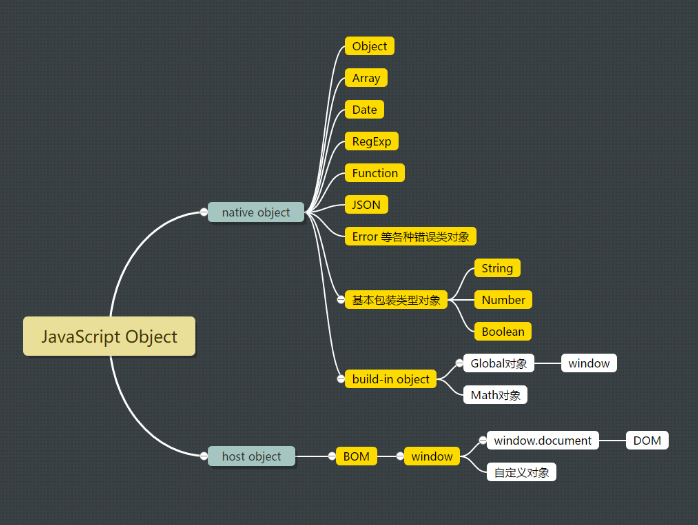 JavaScript Object
native object
Object
Array
Date
RegExp
Function
JSON
Error 等各种错误类对象
基本包装类型对象
String
Number
Boolean
build-in object
Global对象
window
Math对象
host object
BOM
window
window.document
DOM
自定义对象